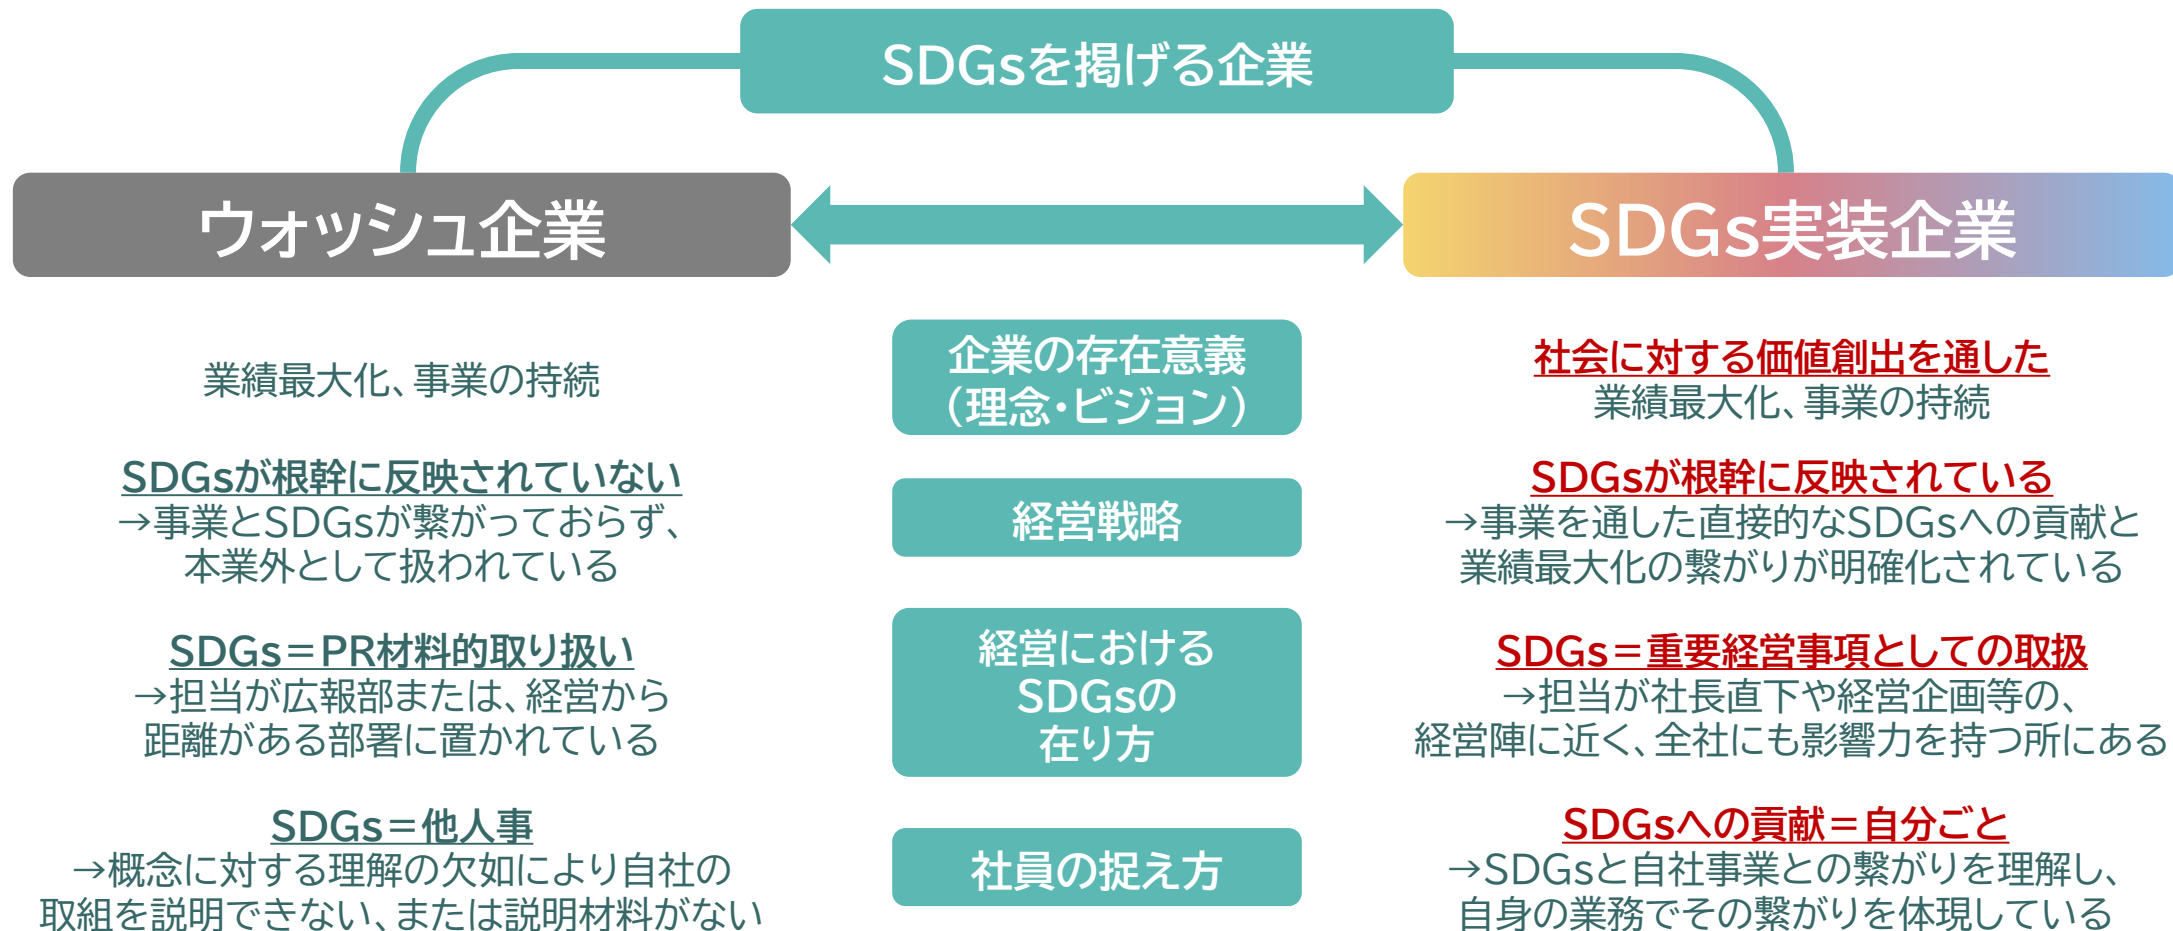 SDGsを掲げる企業
ウォッシュ企業
SDGs実装企業
業績最大化、事業の持続
企業の存在意義
（理念・ビジョン）
社会に対する価値創出を通した
業績最大化、事業の持続
SDGsが根幹に反映されていない
→事業とSDGsが繋がっておらず、
本業外として扱われている
経営戦略
SDGsが根幹に反映されている
→事業を通した直接的なSDGsへの貢献と
業績最大化の繋がりが明確化されている
SDGs＝PR材料的取り扱い
→担当が広報部または、経営から
距離がある部署に置かれている
経営における
SDGsの
在り方
SDGs＝重要経営事項としての取扱
→担当が社長直下や経営企画等の、
経営陣に近く、全社にも影響力を持つ所にある
SDGs＝他人事
→概念に対する理解の欠如により自社の
取組を説明できない、または説明材料がない
社員の捉え方
SDGsへの貢献＝自分ごと
→SDGsと自社事業との繋がりを理解し、
自身の業務でその繋がりを体現している